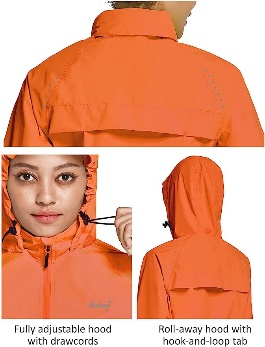 Fully adjustable hood
with drawcords
Roll-away hood with
hook-and-loop tab